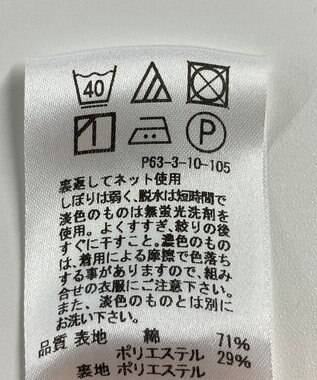 40
P
P63-3-10-105
裏返してネット使用
しぼりは弱く、脱水は短時間で
淡色のものは無蛍光洗剤を
使用。よくすすぎ、絞りの後
すぐに干すこと。濃色のもの
は、着用による摩擦で色落ち
する事がありますので、組み
合せの衣服にご注意下さい。
また、淡色のものとは別に
お洗い下さい。
品質 表地 綿 71%
ポリエステル 29%
裏地 ポリエステル